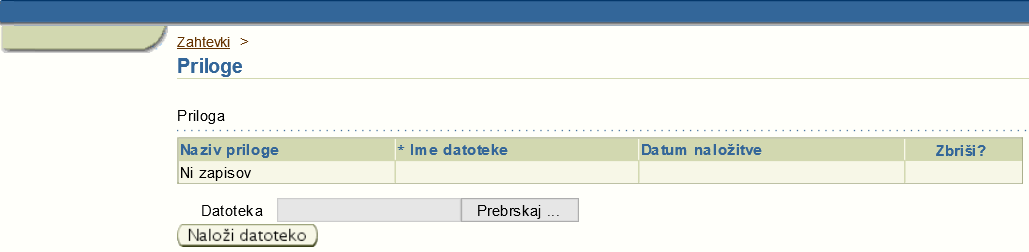 Zahtevki >
Priloge
Priloga
Naziv priloge * Ime datoteke Datum naložitve Zbriši?
Ni zapisov
Datoteka Prebrskaj ...
Naloži datoteko